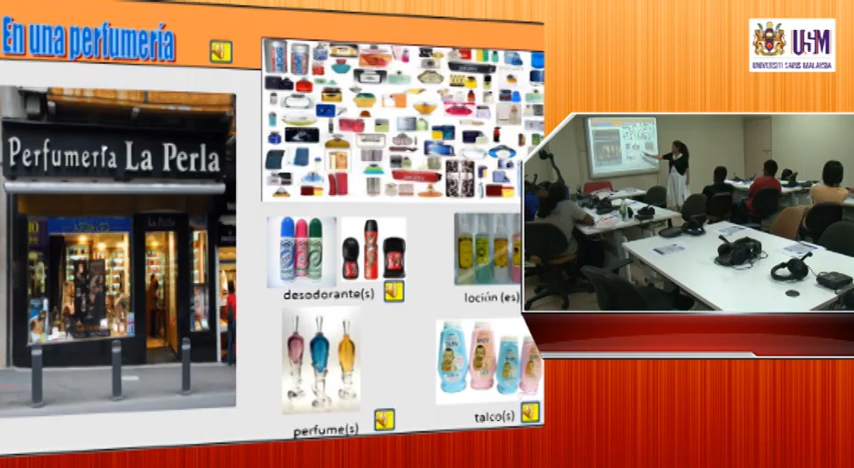 En una perfumería
Perfumería La Perla
desodorante(s)
loción (es)
perfume(s)
talco(s)
USM
UNIVERSITI SAINS MALAYSIA